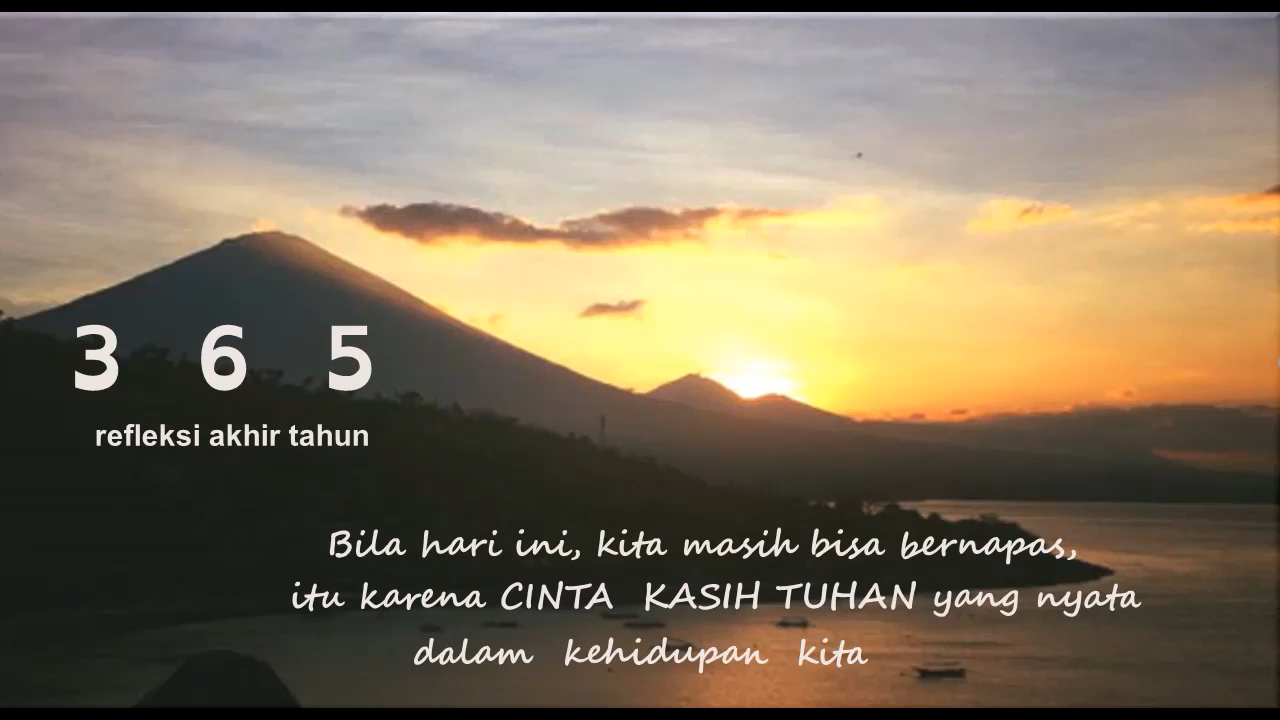 3 6 5
refleksi akhir tahun
Bila hari ini, kita masih bisa bernapas,
itu karena CINTA KASIH TUHAN yang nyata
dalam kehidupan kita